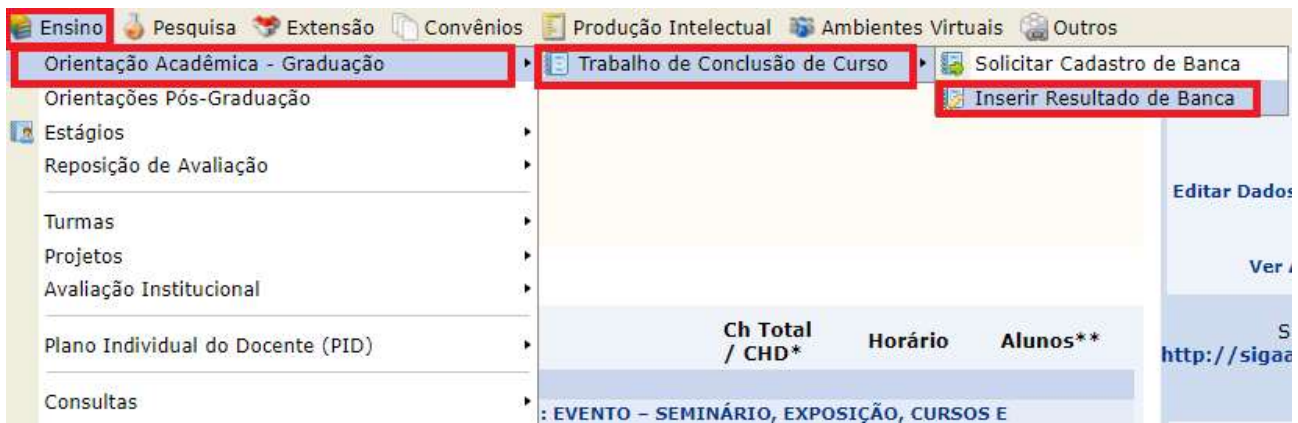 Ensino Pesquisa Extensão Convênios Produção Intelectual Ambientes Virtuais Outros
Orientação Acadêmica - Graduação
Trabalho de Conclusão de Curso
Solicitar Cadastro de Banca
Inserir Resultado de Banca
Orientações Pós-Graduação
Estágios
Reposição de Avaliação
Turmas
Projetos
Avaliação Institucional
Plano Individual do Docente (PID)
Consultas
Editar Dados
Ver
Ch Total
/ CHD*
Horário
Alunos**
S
http://sigaa
: EVENTO – SEMINÁRIO, EXPOSIÇÃO, CURSOS E